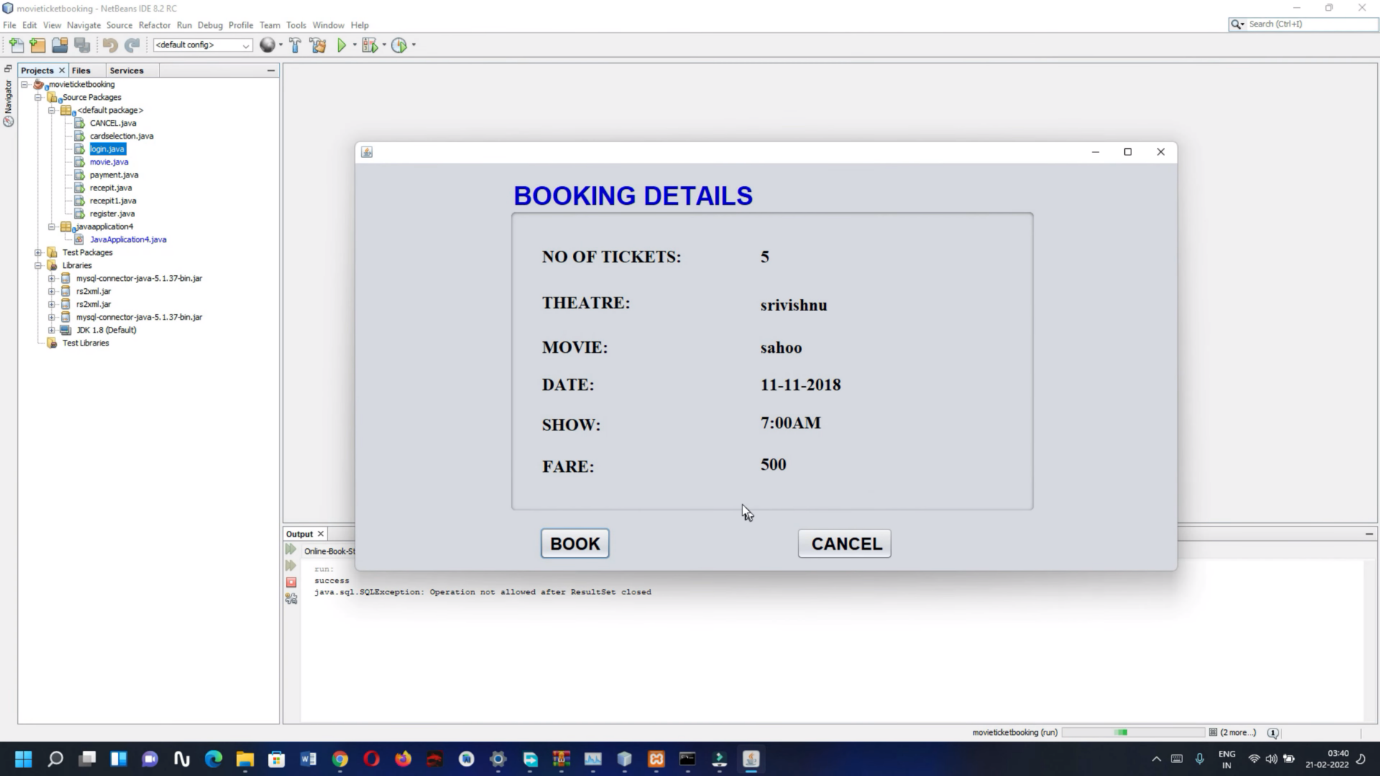 movieticketbooking - NetBeans IDE 8.2 RC
File Edit View Navigate Source Refactor Run Debug Profile Team Tools Window Help
Search (Ctrl+I)
<default config>
Projects Files Services
Navigator
movieticketbooking
Source Packages
<default package>
CANCEL.java
cardselection.java
login.java
movie.java
payment.java
recepit.java
recepit1.java
register.java
javaapplication4
JavaApplication4.java
Test Packages
Libraries
mysql-connector-java-5.1.37-bin.jar
rs2xml.jar
rs2xml.jar
mysql-connector-java-5.1.37-bin.jar
JDK 1.8 (Default)
Test Libraries
BOOKING DETAILS
NO OF TICKETS: 5
THEATRE: srivishnu
MOVIE: sahoo
DATE: 11-11-2018
SHOW: 7:00AM
FARE: 500
BOOK CANCEL
Output
Online-Book-St
run:
success
java.sql.SQLException: Operation not allowed after ResultSet closed
movieticketbooking (run) (2 more...)
ENG
IN
03:40
21-02-2022